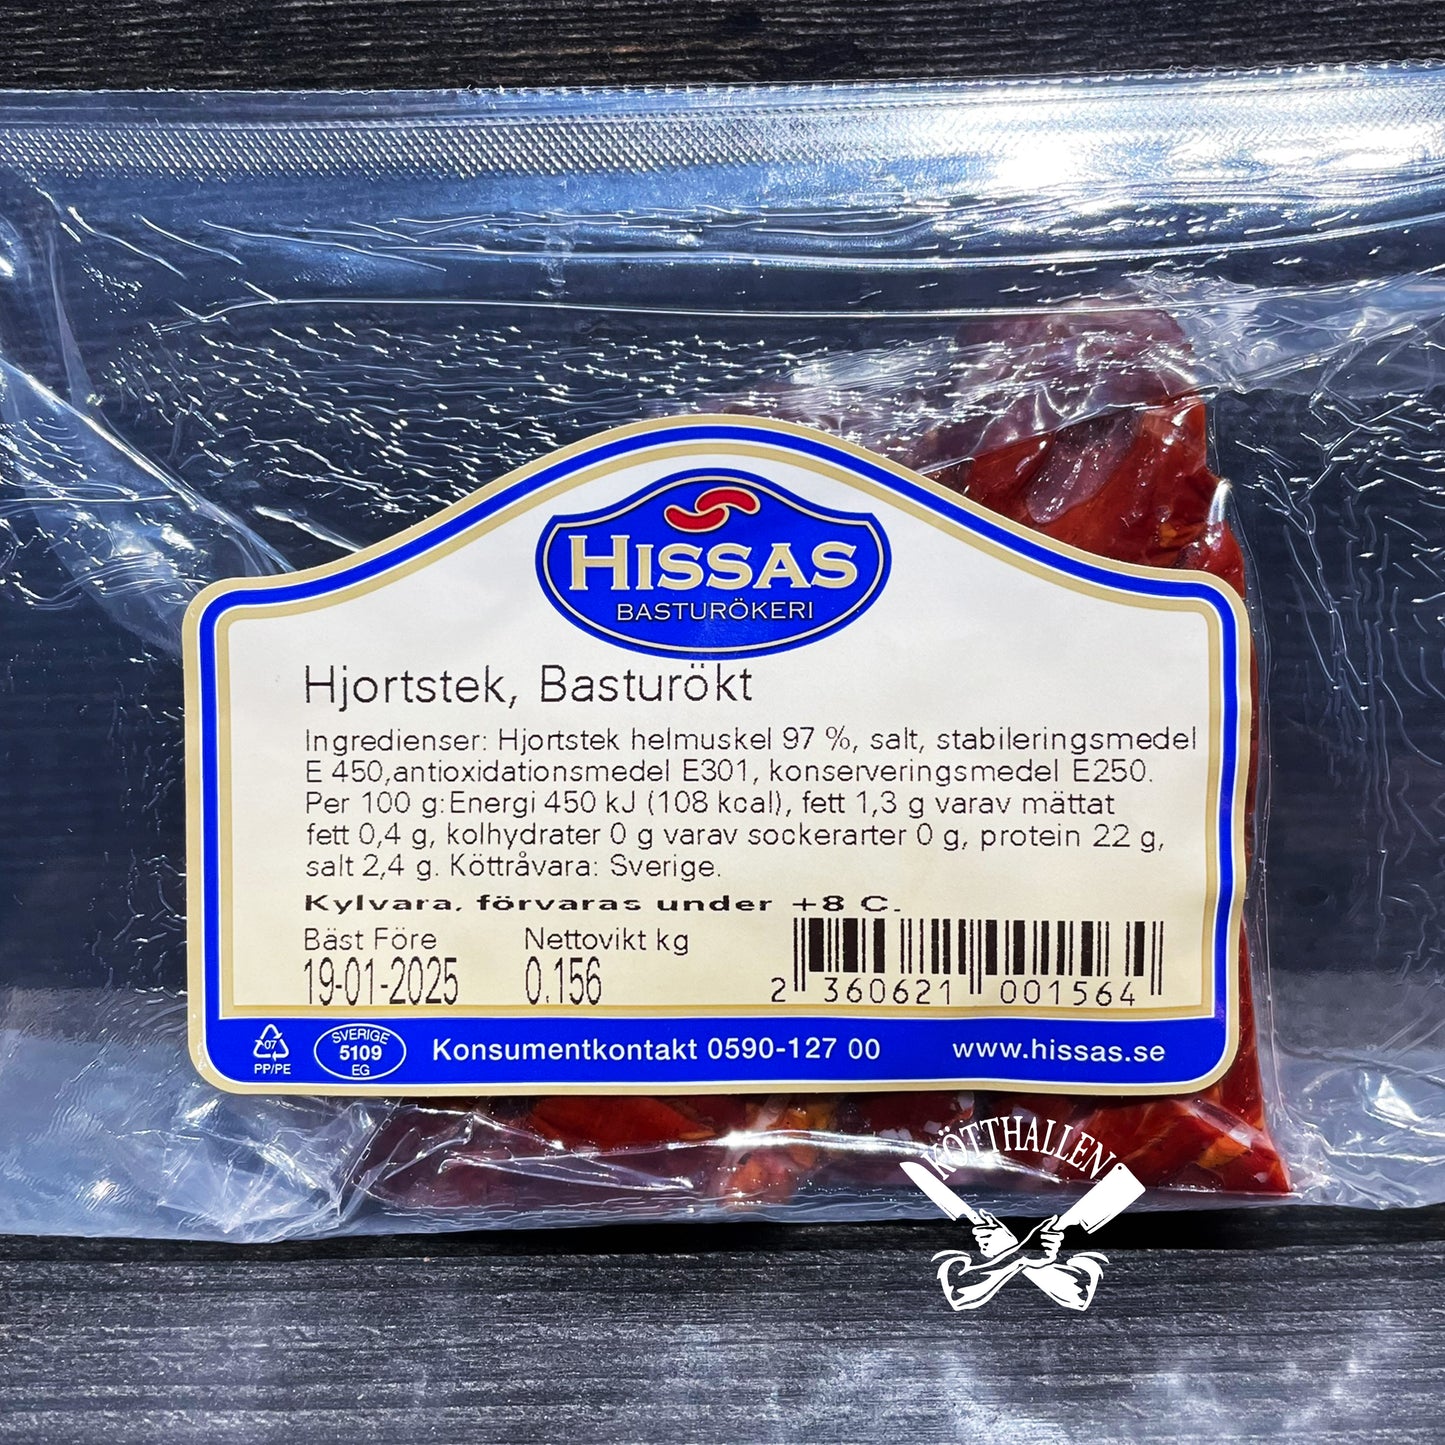 HISSAS
BASTURÖKERI
Hjortstek, Basturökt
Ingredienser: Hjortstek helmuskel 97 %, salt, stabileringsmedel
E 450,antioxidationsmedel E301, konserveringsmedel E250.
Per 100 g:Energi 450 kJ (108 kcal), fett 1,3 g varav mättat
fett 0,4 g, kolhydrater 0 g varav sockerarter 0 g, protein 22 g,
salt 2,4 g. Köttråvara: Sverige.
Kylvara, förvaras under +8 C.
Bäst Före Nettovikt kg
19-01-2025 0.156
2 360621 001564
07
PP/PE
SVERIGE
5109
EG
Konsumentkontakt 0590-127 00 www.hissas.se
KÖTTHALLEN